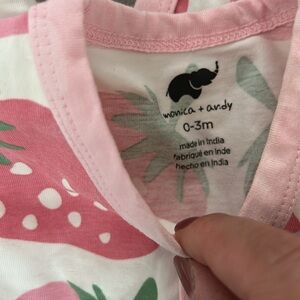 monica + andy
0-3m
made in India
fabriqué en Inde
hecho en India